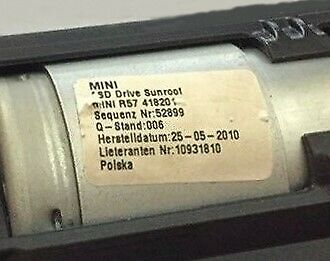 MINI
SD Drive Sunroof
MINI R57 418201
Sequenz Nr:52899
Q-Stand:006
Herstelldatum:25-05-2010
Lieferanten Nr:10931810
Polska